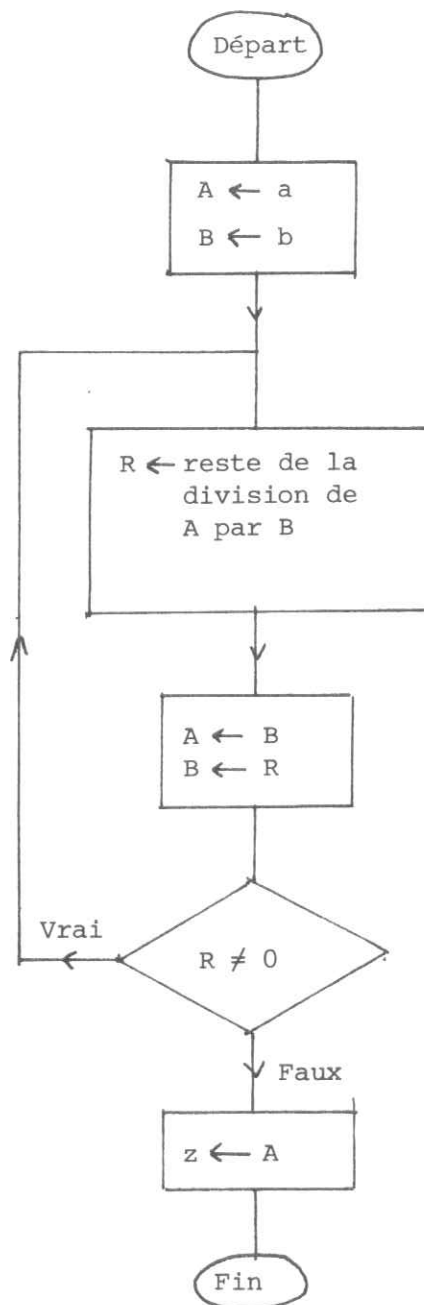 Départ
A ← a
B ← b
R ← reste de la
division de
A par B
A ← B
B ← R
Vrai
R ≠ 0
Faux
z ← A
Fin